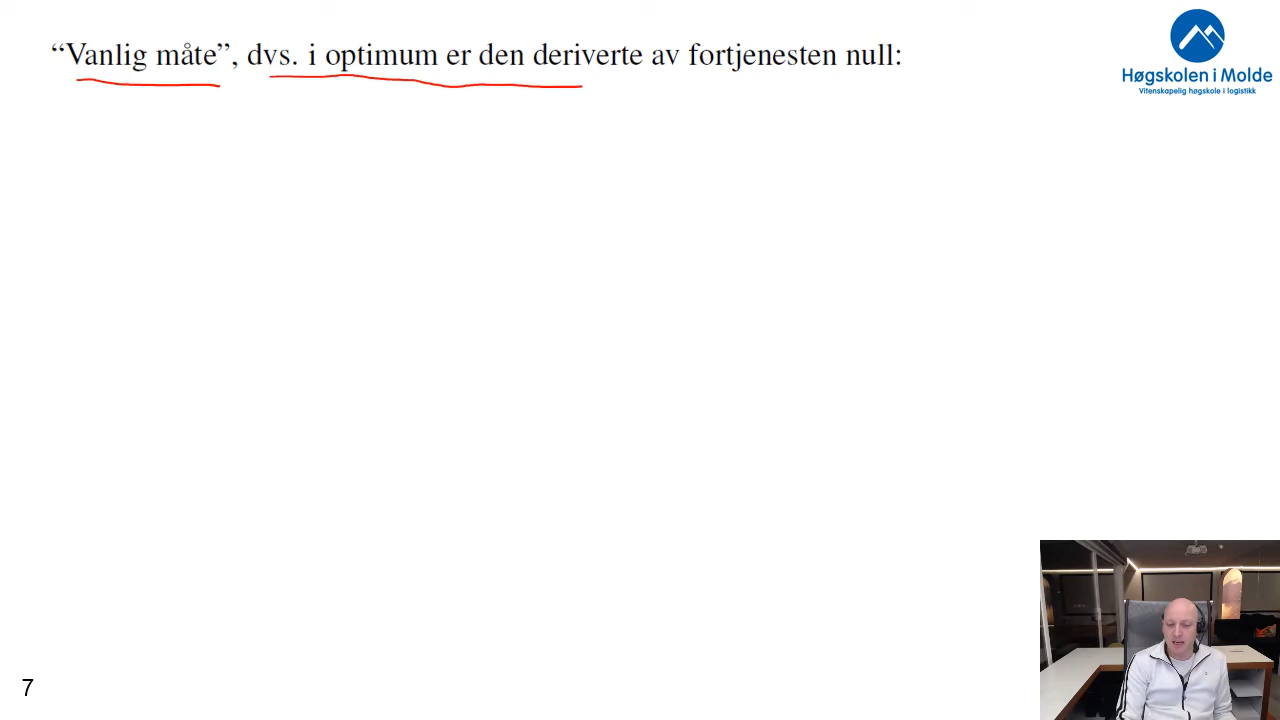 “Vanlig måte”, dvs. i optimum er den deriverte av fortjenesten null:
Høgskolen i Molde
Vitenskapelig høgskole i logistikk
7